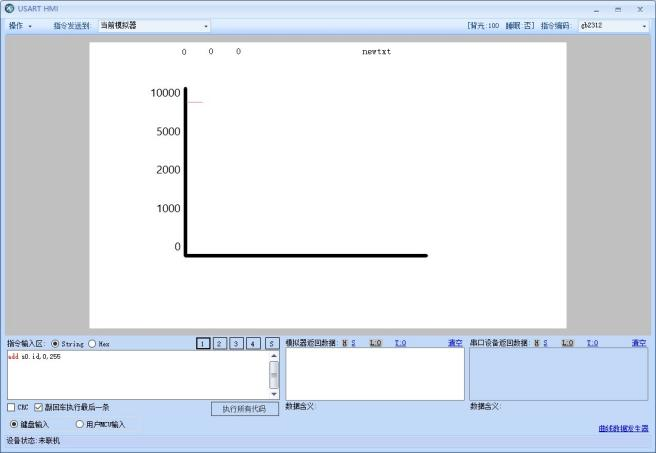 USART HMI
操作 指令发送到: 当前模拟器 [背光:100 睡眠:否] 指令编码: gb2312
0 0 0 newtxt
10000
5000
2000
1000
0
指令输入区: String Hex 1 2 3 4 S 模拟器返回数据: H S L:0 T:0 清空 串口设备返回数据: H S L:0 T:0 清空
add s0.id,0,255
CRC 敲回车执行最后一条 执行所有代码 数据含义: 数据含义:
键盘输入 用户MCU输入 曲线数据发生器
设备状态:未联机